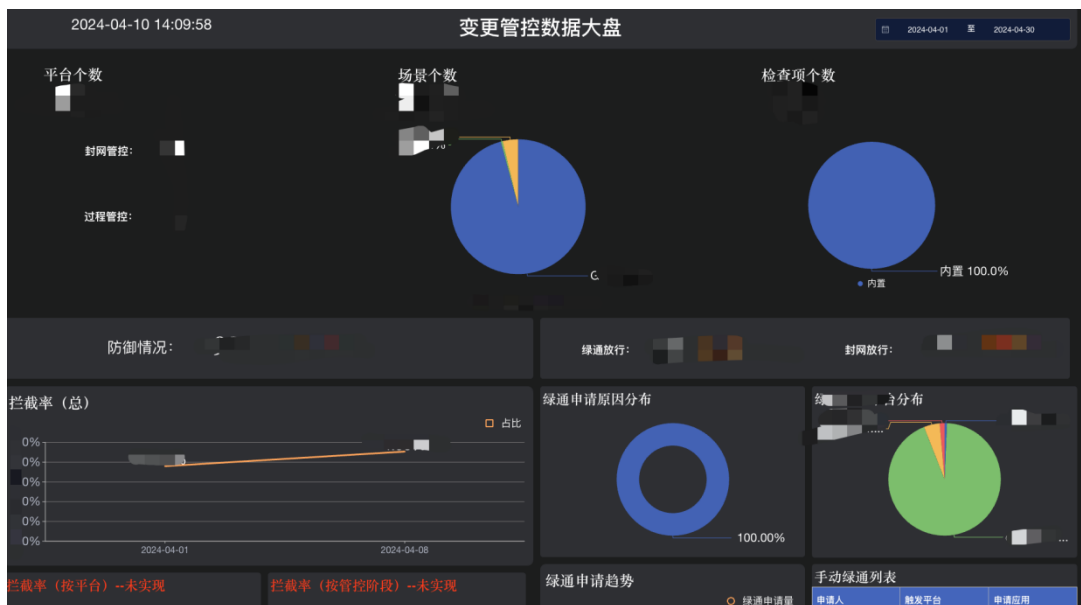 2024-04-10 14:09:58
变更管控数据大盘
2024-04-01 至 2024-04-30
平台个数
场景个数
检查项个数
封网管控:
过程管控:
内置 100.0%
内置
防御情况:
绿通放行:
封网放行:
拦截率（总）
占比
0%
0%
0%
0%
0%
0%
2024-04-01
2024-04-08
绿通申请原因分布
100.00%
台分布
拦截率（按平台）--未实现
拦截率（按管控阶段）--未实现
绿通申请趋势
绿通申请量
手动绿通列表
申请人
触发平台
申请应用